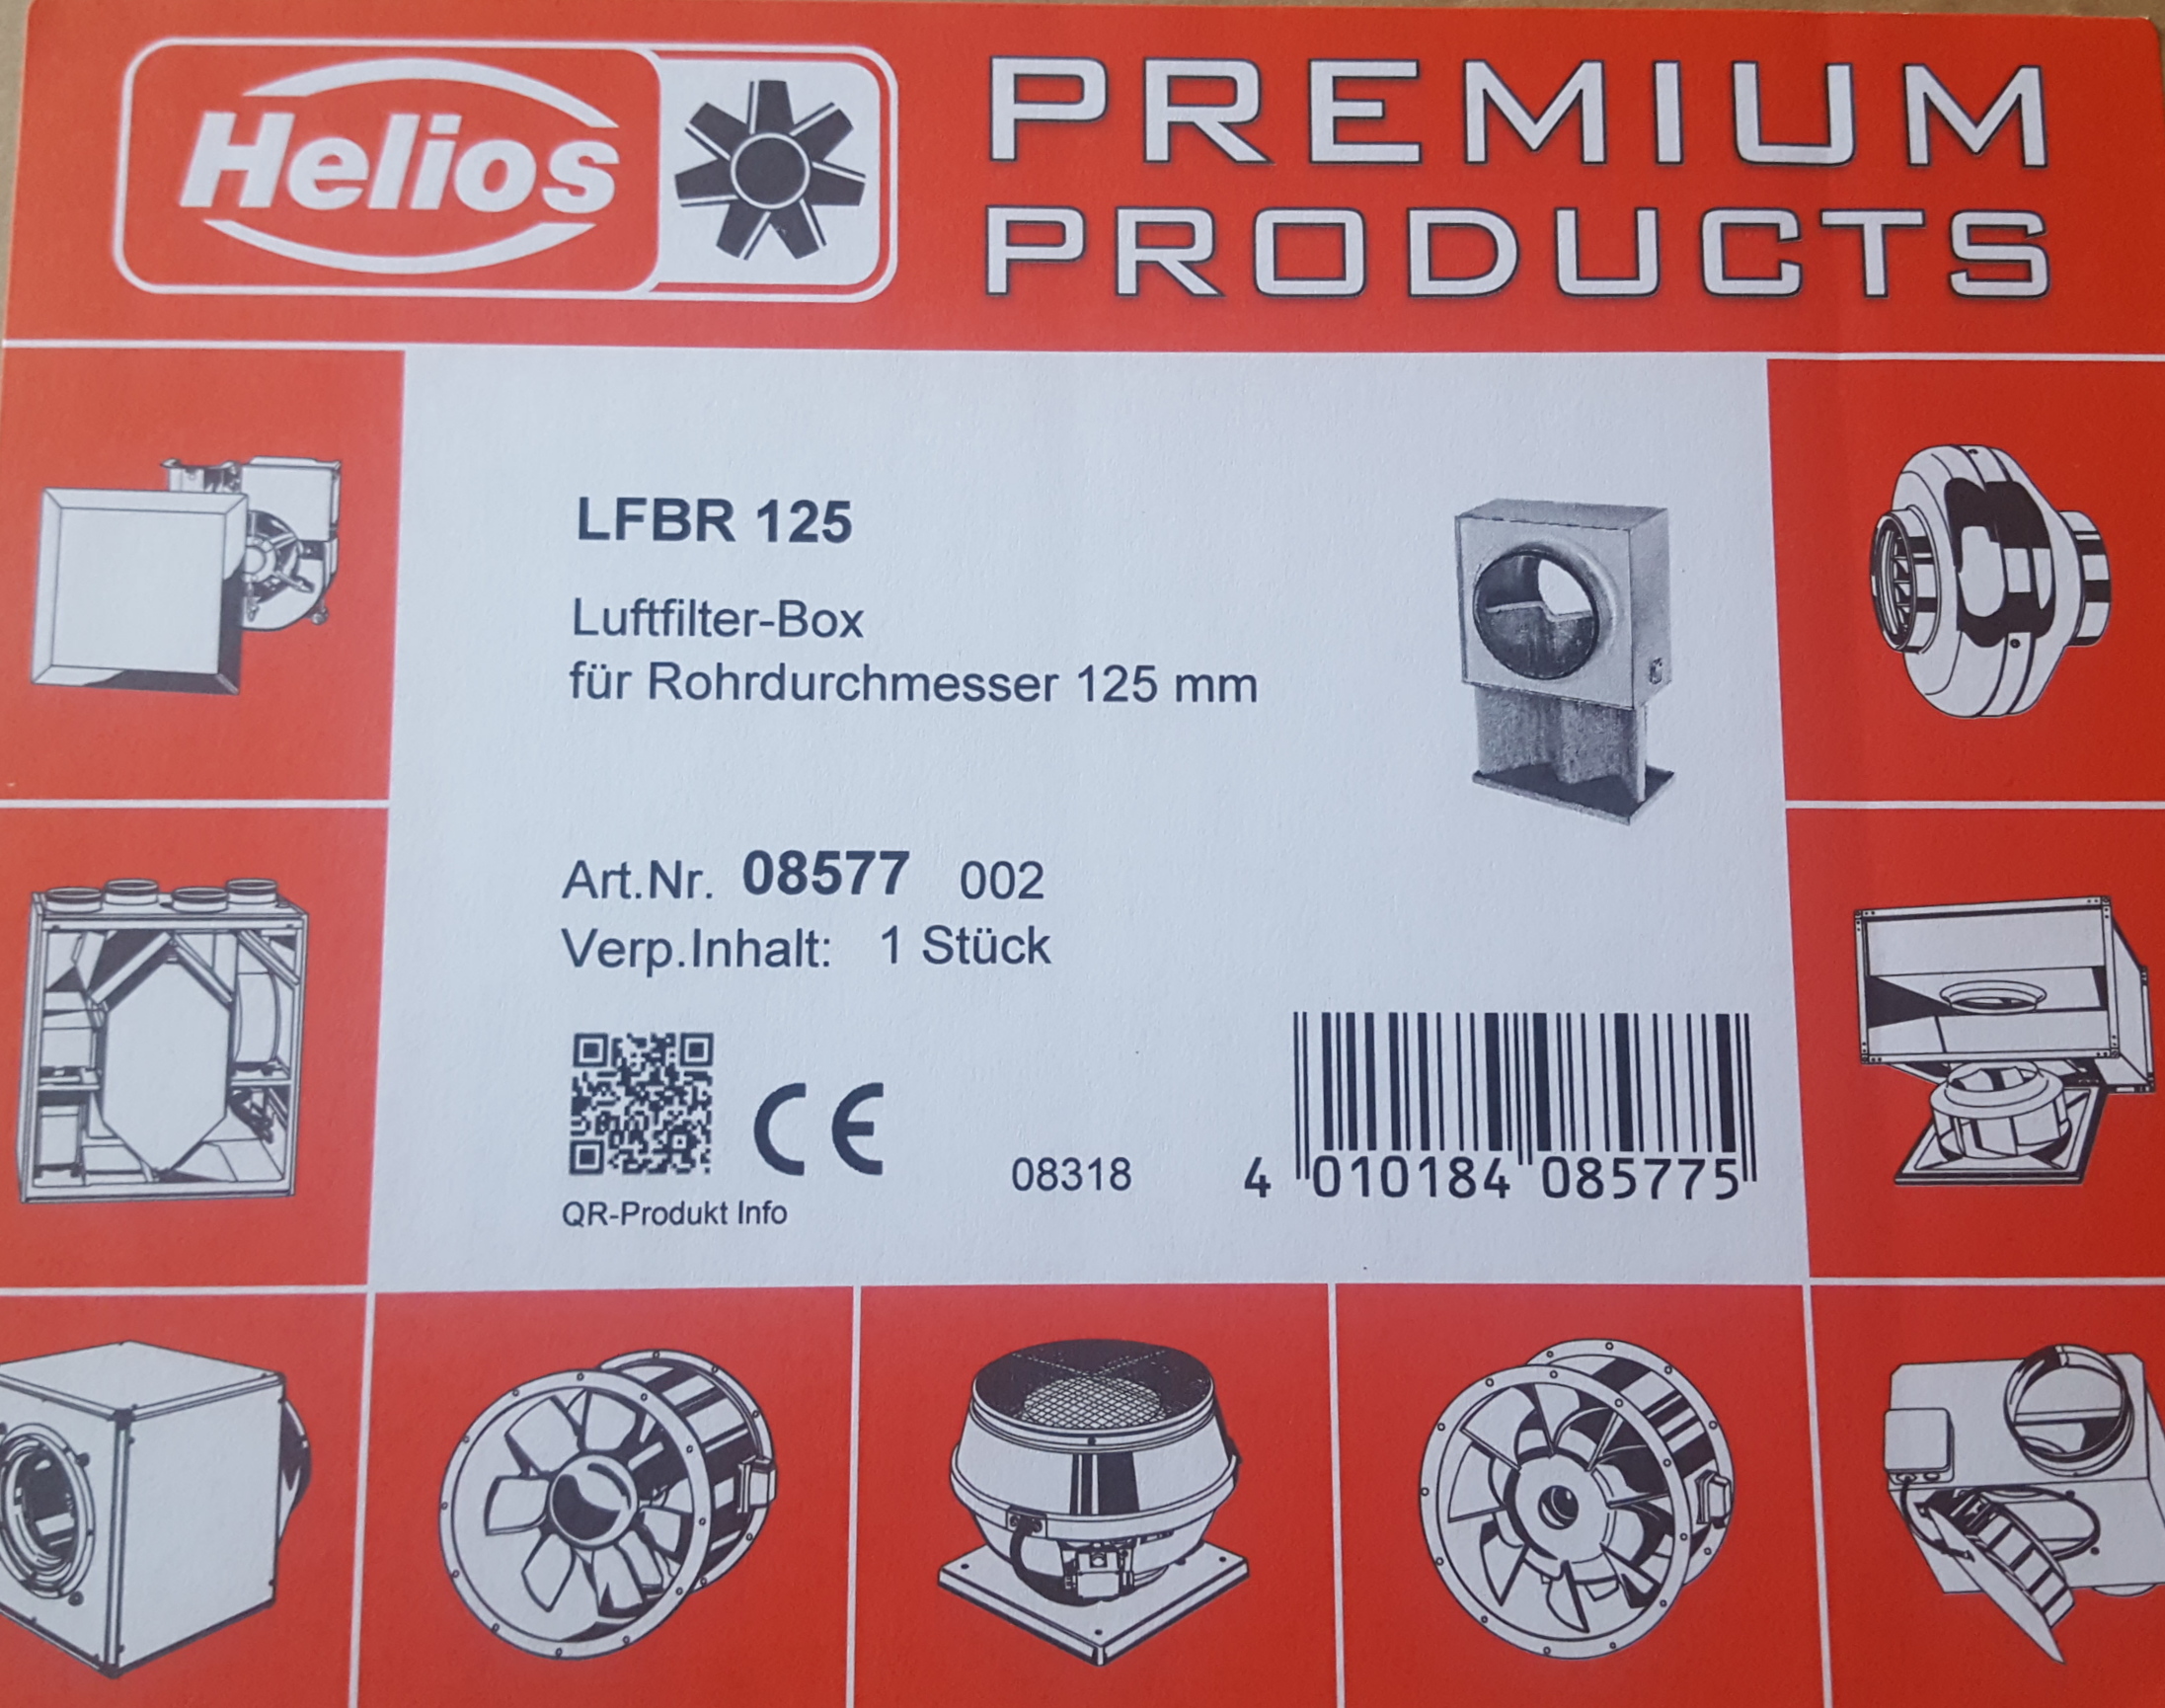 Helios
PREMIUM
PRODUCTS
LFBR 125
Luftfilter-Box
für Rohrdurchmesser 125 mm
Art.Nr. 08577 002
Verp.Inhalt: 1 Stück
CE
QR-Produkt Info
08318
4 010184 085775